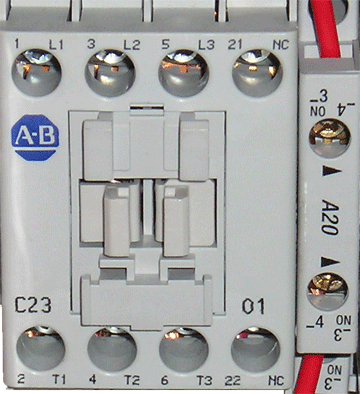 1 L1 3 L2 5 L3 21 NC
A-B
C23 01
2 T1 4 T2 6 T3 22 NC
-3 -4
NO
A20
-4 -3
NO